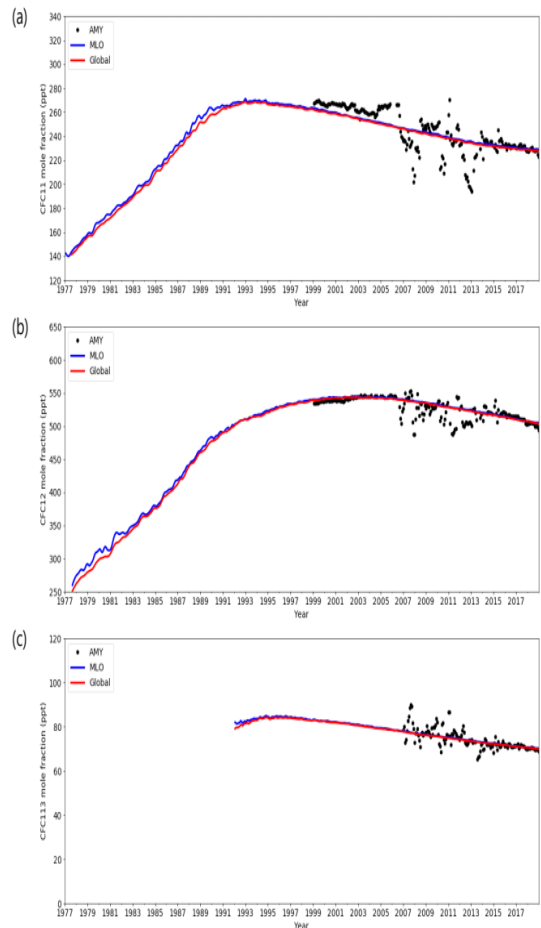 (a)
340
320
300
280
260
240
220
200
180
160
140
120
CFC11 mole fraction (ppt)
AMY
MLO
Global
1977 1979 1981 1983 1985 1987 1989 1991 1993 1995 1997 1999 2001 2003 2005 2007 2009 2011 2013 2015 2017
Year
(b)
650
600
550
500
450
400
350
300
250
CFC12 mole fraction (ppt)
AMY
MLO
Global
1977 1979 1981 1983 1985 1987 1989 1991 1993 1995 1997 1999 2001 2003 2005 2007 2009 2011 2013 2015 2017
Year
(c)
120
100
80
60
40
20
0
CFC113 mole fraction (ppt)
AMY
MLO
Global
1977 1979 1981 1983 1985 1987 1989 1991 1993 1995 1997 1999 2001 2003 2005 2007 2009 2011 2013 2015 2017
Year